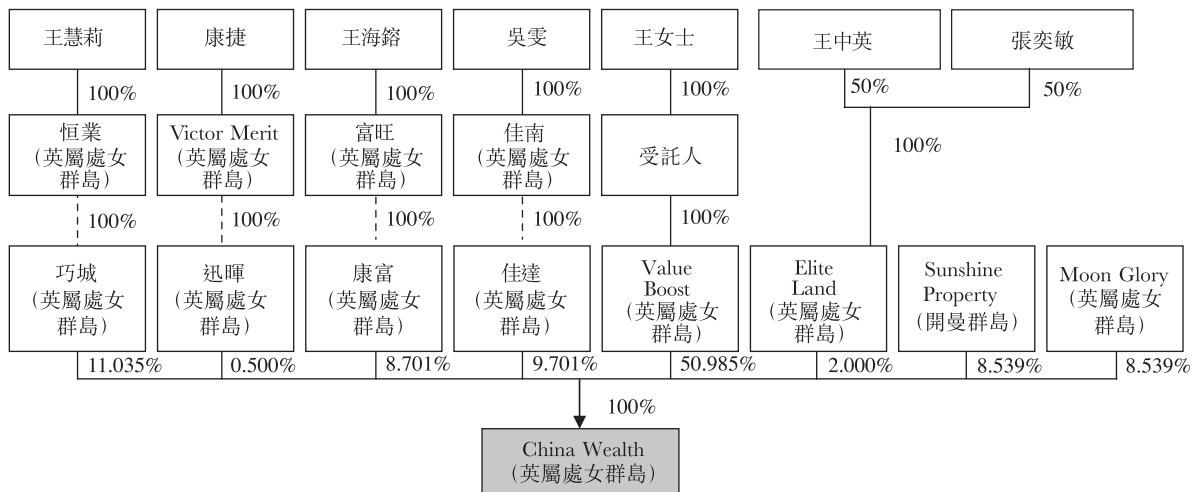 王慧莉
康捷
王海鎔
吳雯
王女士
王中英
張奕敏
100%
100%
100%
100%
100%
50%
50%
恒業
(英屬處女
群島)
Victor Merit
(英屬處女
群島)
富旺
(英屬處女
群島)
佳南
(英屬處女
群島)
受託人
100%
100%
100%
100%
100%
100%
巧城
(英屬處女
群島)
迅暉
(英屬處女
群島)
康富
(英屬處女
群島)
佳達
(英屬處女
群島)
Value
Boost
(英屬處女
群島)
Elite
Land
(英屬處女
群島)
Sunshine
Property
(開曼群島)
Moon Glory
(英屬處女
群島)
11.035%
0.500%
8.701%
9.701%
50.985%
2.000%
8.539%
8.539%
100%
China Wealth
(英屬處女群島)